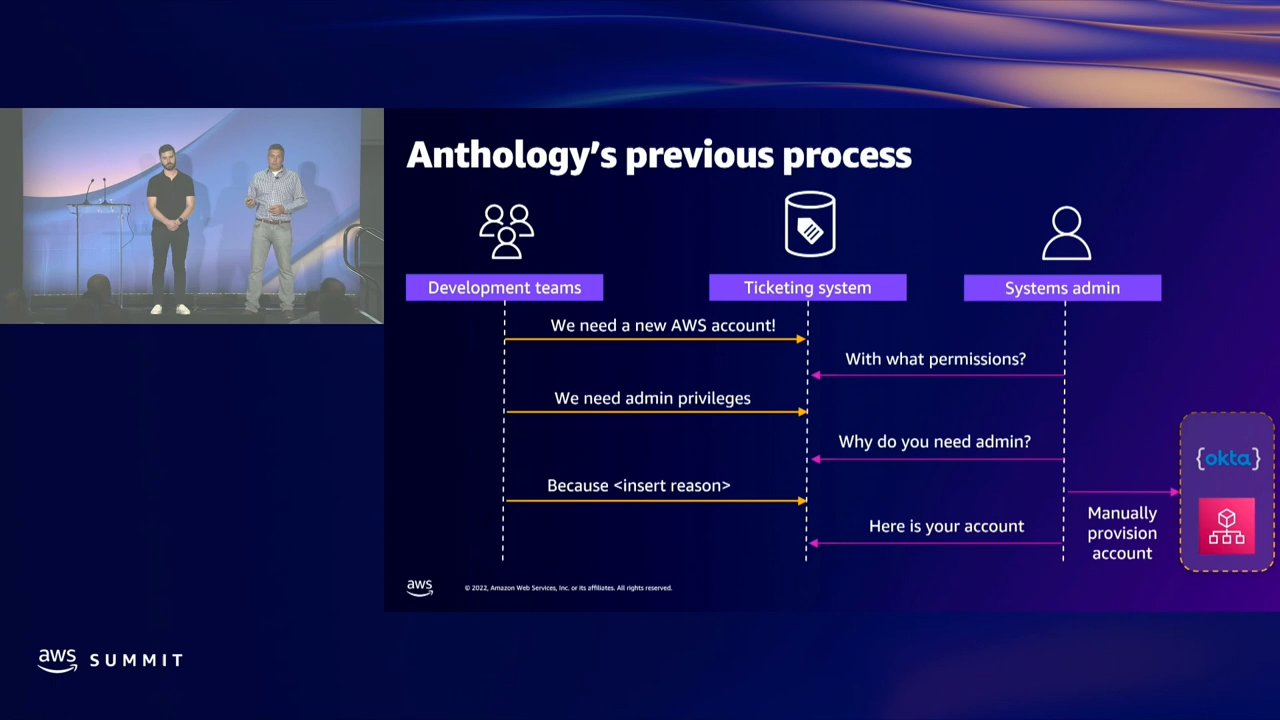 Anthology's previous process
Development teams
Ticketing system
Systems admin
We need a new AWS account!
With what permissions?
We need admin privileges
Why do you need admin?
{okta}
Because <insert reason>
Manually
provision
account
Here is your account
aws
© 2022, Amazon Web Services, Inc. or its affiliates. All rights reserved.
aws SUMMIT